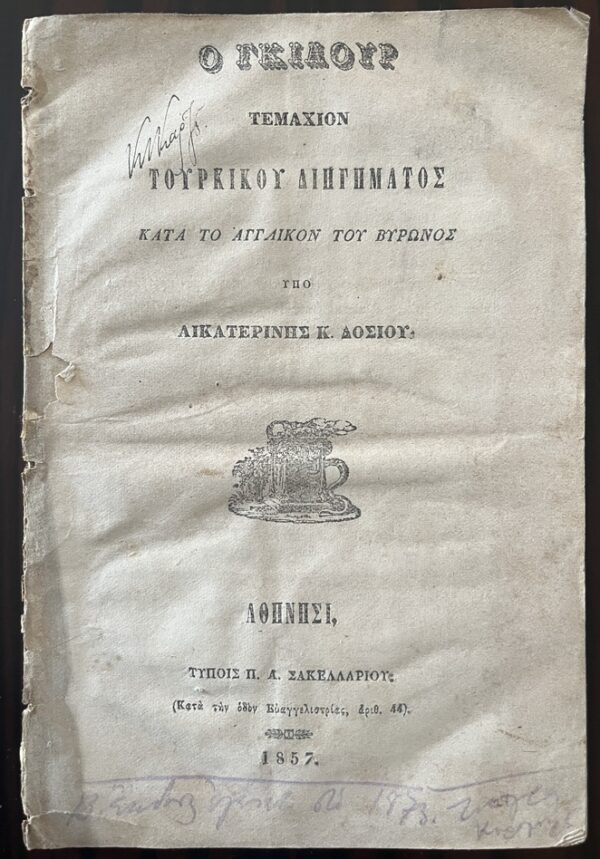 Ο ΓΚΙΑΟΥΡ
ΤΕΜΑΧΙΟΝ
ΤΟΥΡΚΙΚΟΥ ΔΙΗΓΗΜΑΤΟΣ
ΚΑΤΑ ΤΟ ΑΓΓΛΙΚΟΝ ΤΟΥ ΒΥΡΩΝΟΣ
ΥΠΟ
ΑΙΚΑΤΕΡΙΝΗΣ Κ. ΔΟΣΙΟΥ.
ΑΘΗΝΗΣΙ,
ΤΥΠΟΙΣ Π. Α. ΣΑΚΕΛΛΑΡΙΟΥ.
(Κατὰ τὴν ὁδὸν Εὐαγγελιστρίας, ἀριθ. 44).
1857.